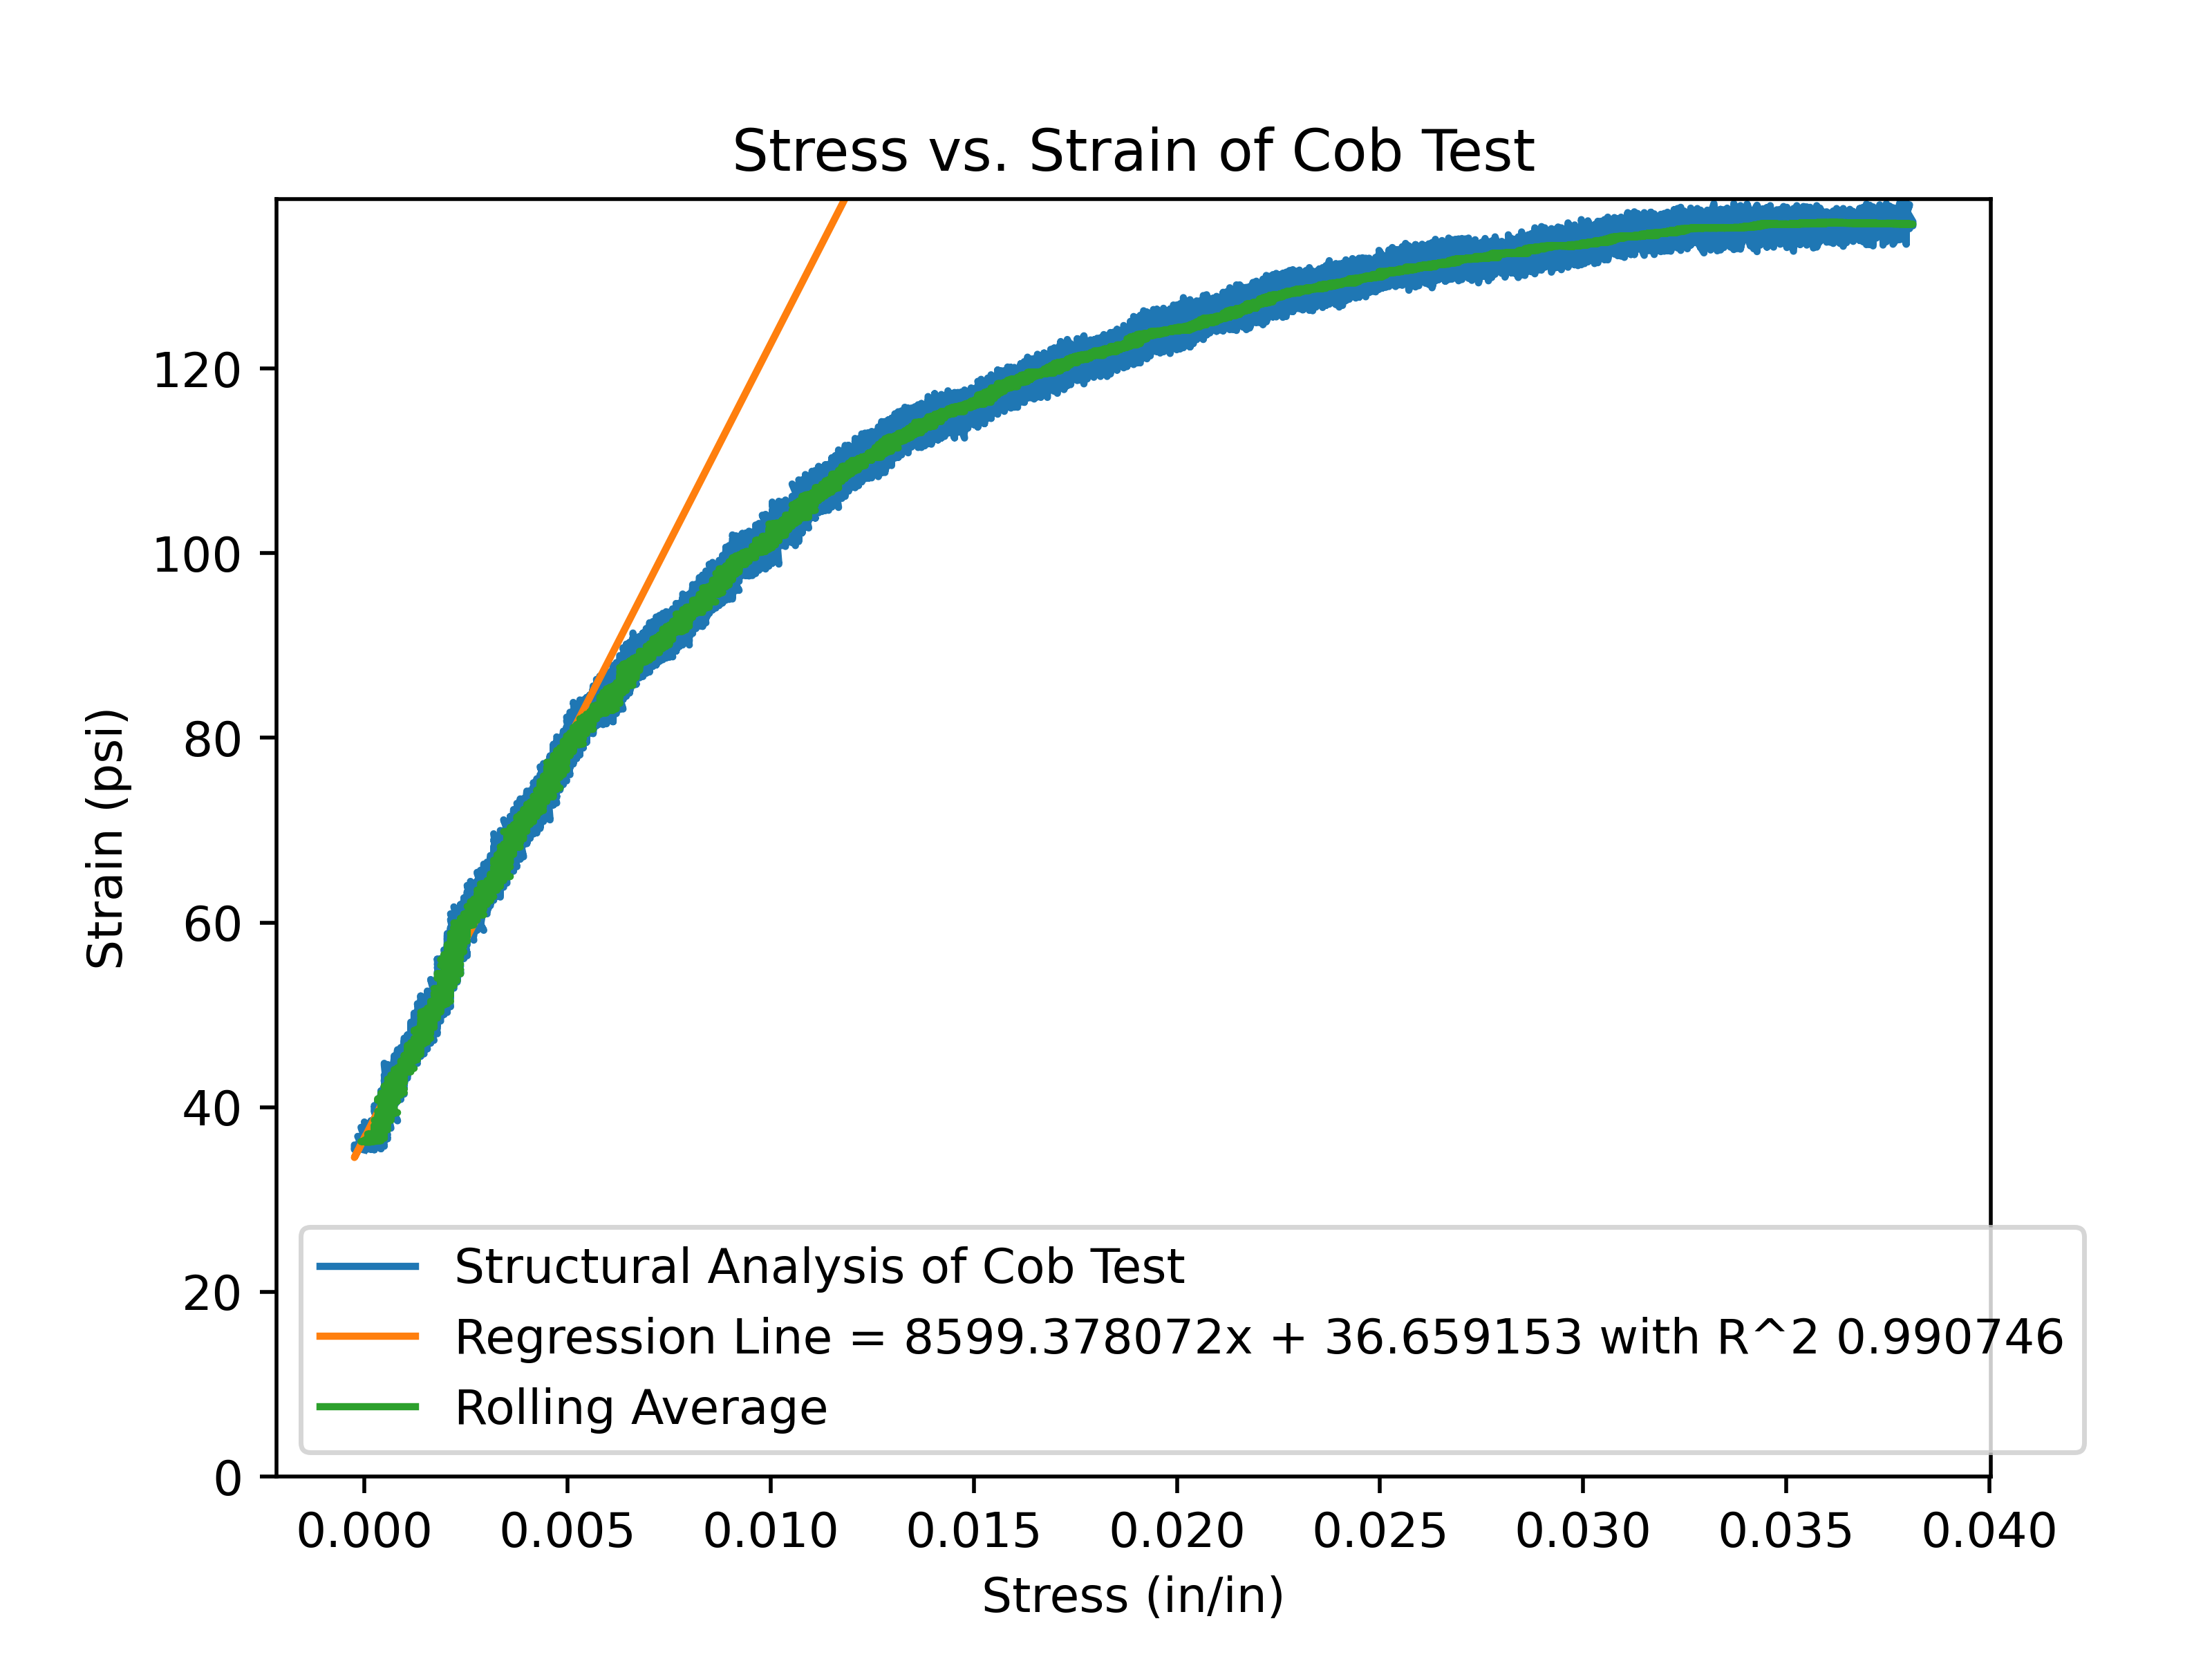 Stress vs. Strain of Cob Test
120
100
80
60
40
20
0
Strain (psi)
Structural Analysis of Cob Test
Regression Line = 8599.378072x + 36.659153 with R^2 0.990746
Rolling Average
0.000 0.005 0.010 0.015 0.020 0.025 0.030 0.035 0.040
Stress (in/in)